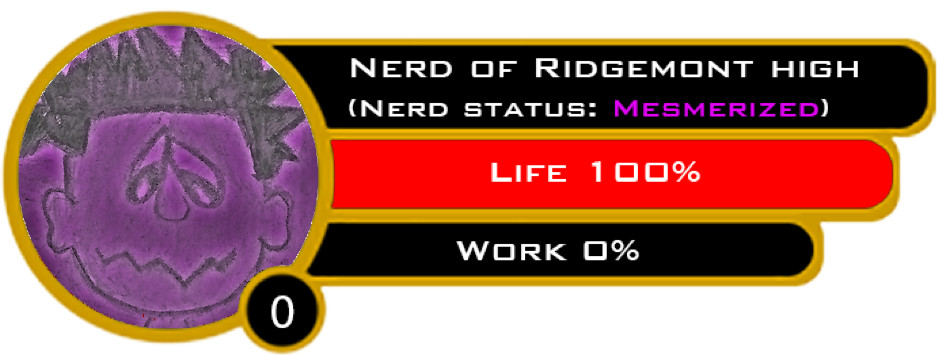 Nerd of Ridgemont high
(Nerd status: Mesmerized)
Life 100%
Work 0%
0